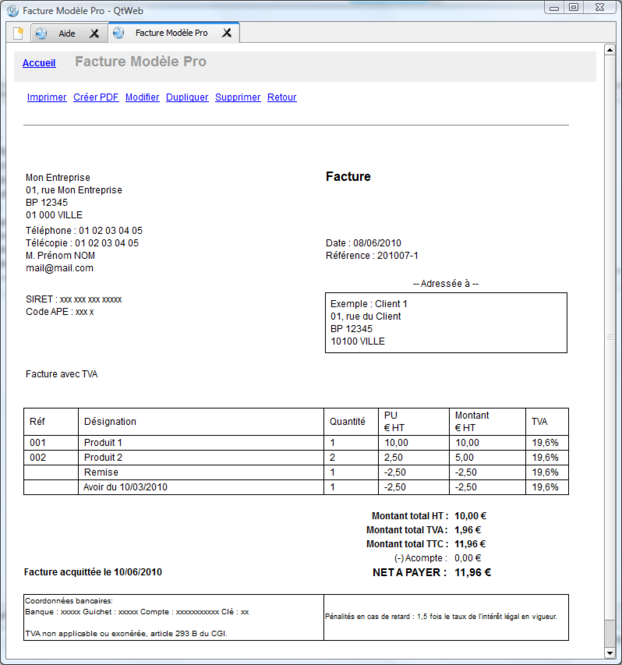 Facture Modèle Pro - QtWeb
Aide
Facture Modèle Pro
Accueil Facture Modèle Pro
Imprimer Créer PDF Modifier Dupliquer Supprimer Retour
Mon Entreprise
01, rue Mon Entreprise
BP 12345
01 000 VILLE
Téléphone : 01 02 03 04 05
Télécopie : 01 02 03 04 05
M. Prénom NOM
mail@mail.com
SIRET : xxx xxx xxx xxxxx
Code APE : xxx x
Facture
Date : 08/06/2010
Référence : 201007-1
-- Adressée à --
Exemple : Client 1
01, rue du Client
BP 12345
10100 VILLE
Facture avec TVA
Réf Désignation Quantité PU € HT Montant € HT TVA
001 Produit 1 1 10,00 10,00 19,6%
002 Produit 2 2 2,50 5,00 19,6%
Remise 1 -2,50 -2,50 19,6%
Avoir du 10/03/2010 1 -2,50 -2,50 19,6%
Montant total HT : 10,00 €
Montant total TVA : 1,96 €
Montant total TTC : 11,96 €
(-) Acompte : 0,00 €
Facture acquittée le 10/06/2010 NET A PAYER : 11,96 €
Coordonnées bancaires:
Banque : xxxxx Guichet : xxxxx Compte : xxxxxxxxxxx Clé : xx
TVA non applicable ou exonérée, article 293 B du CGI.
Pénalités en cas de retard : 1,5 fois le taux de l'intérêt légal en vigueur.